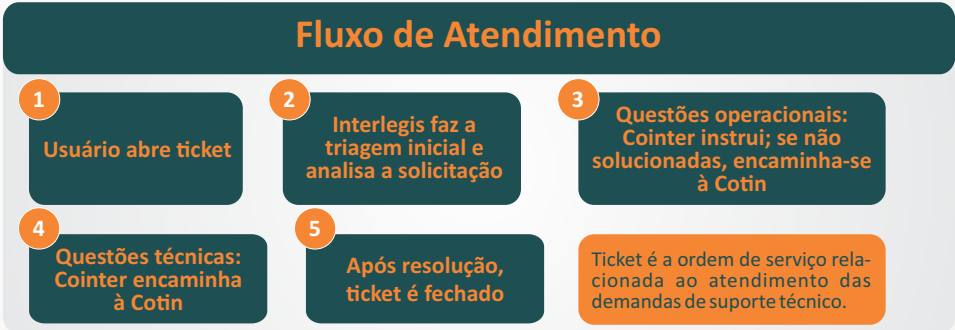 Fluxo de Atendimento
1
Usuário abre ticket
2
Interlegis faz a
triagem inicial e
analisa a solicitação
3
Questões operacionais:
Cointer instrui; se não
solucionadas, encaminha-se
à Cotin
4
Questões técnicas:
Cointer encaminha
à Cotin
5
Após resolução,
ticket é fechado
Ticket é a ordem de serviço rela-
cionada ao atendimento das
demandas de suporte técnico.